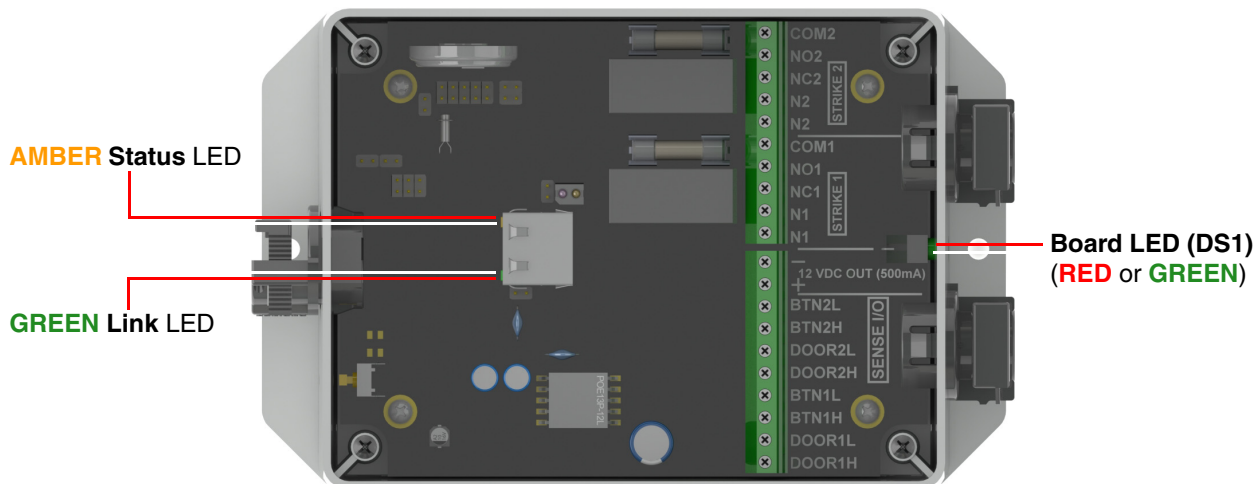 AMBER Status LED
GREEN Link LED
POE13P-12L
COM2
NO2
NC2
N2
N2
STRIKE 2
COM1
NO1
NC1
N1
N1
STRIKE 1
–
12 VDC OUT (500mA)
+
BTN2L
BTN2H
DOOR2L
DOOR2H
BTN1L
BTN1H
DOOR1L
DOOR1H
SENSE I/O
Board LED (DS1)
(RED or GREEN)